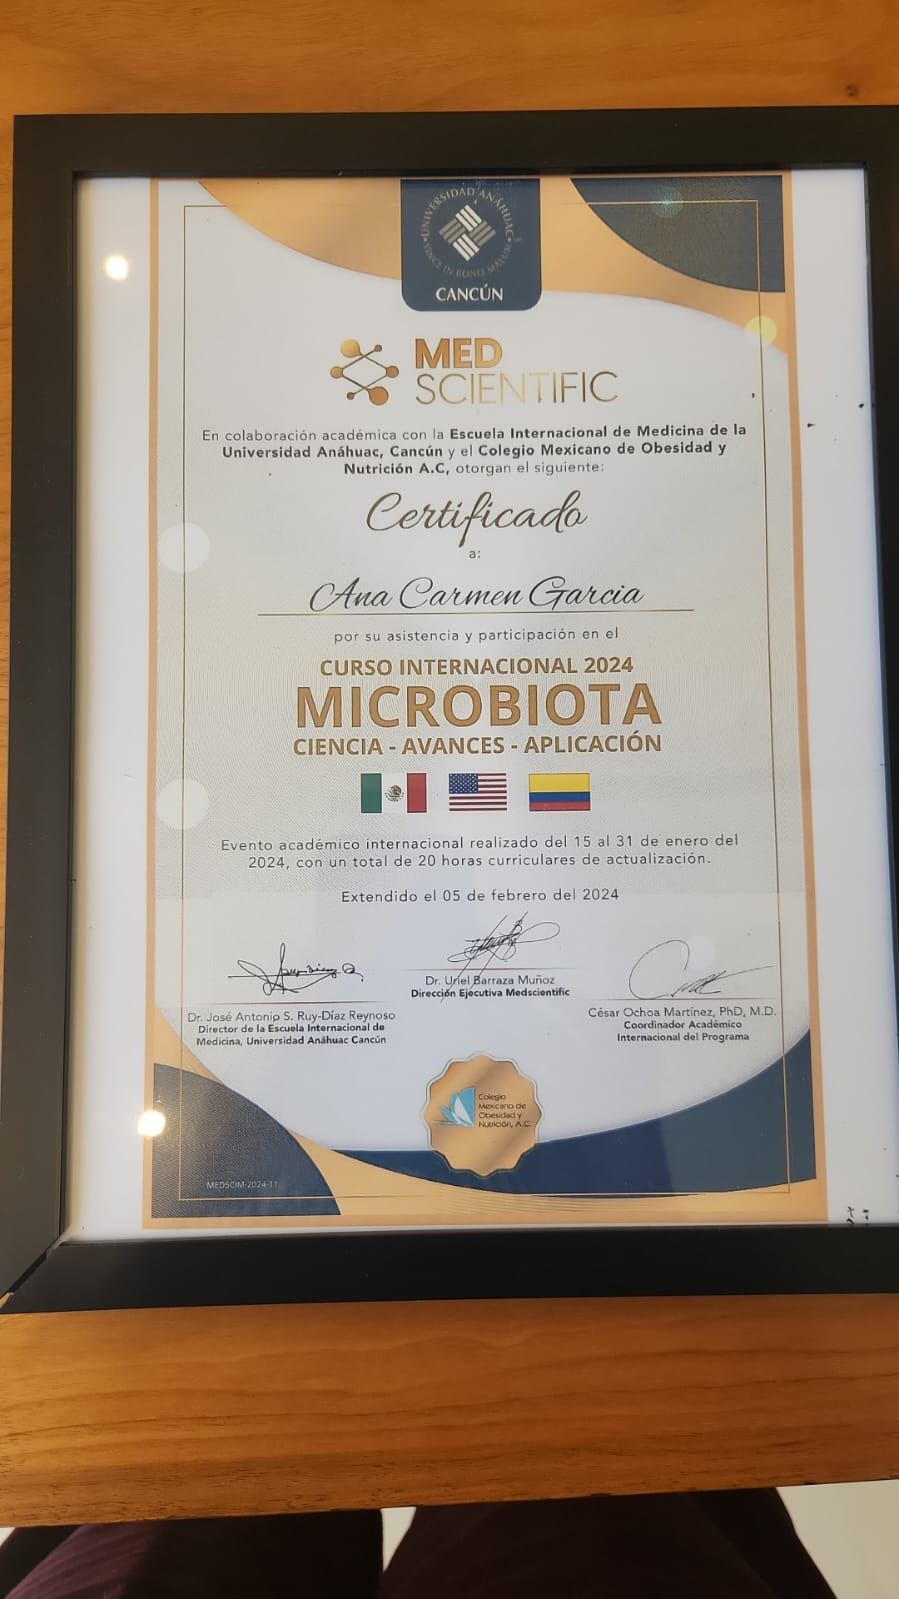 UNIVERSIDAD ANÁHUAC
VINCE IN BONO MALUM
CANCÚN
MED
SCIENTIFIC
En colaboración académica con la Escuela Internacional de Medicina de la
Universidad Anáhuac, Cancún y el Colegio Mexicano de Obesidad y
Nutrición A.C, otorgan el siguiente:
Certificado
a:
Ana Carmen Garcia
por su asistencia y participación en el
CURSO INTERNACIONAL 2024
MICROBIOTA
CIENCIA - AVANCES - APLICACIÓN
Evento académico internacional realizado del 15 al 31 de enero del
2024, con un total de 20 horas curriculares de actualización.
Extendido el 05 de febrero del 2024
Dr. José Antonio S. Ruy-Díaz Reynoso
Director de la Escuela Internacional de
Medicina, Universidad Anáhuac Cancún
Dr. Uriel Barraza Muñoz
Dirección Ejecutiva Medscientific
César Ochoa Martínez, PhD, M.D.
Coordinador Académico
Internacional del Programa
Colegio
Mexicano de
Obesidad y
Nutrición, A.C.
MEDSCIM-2024-11